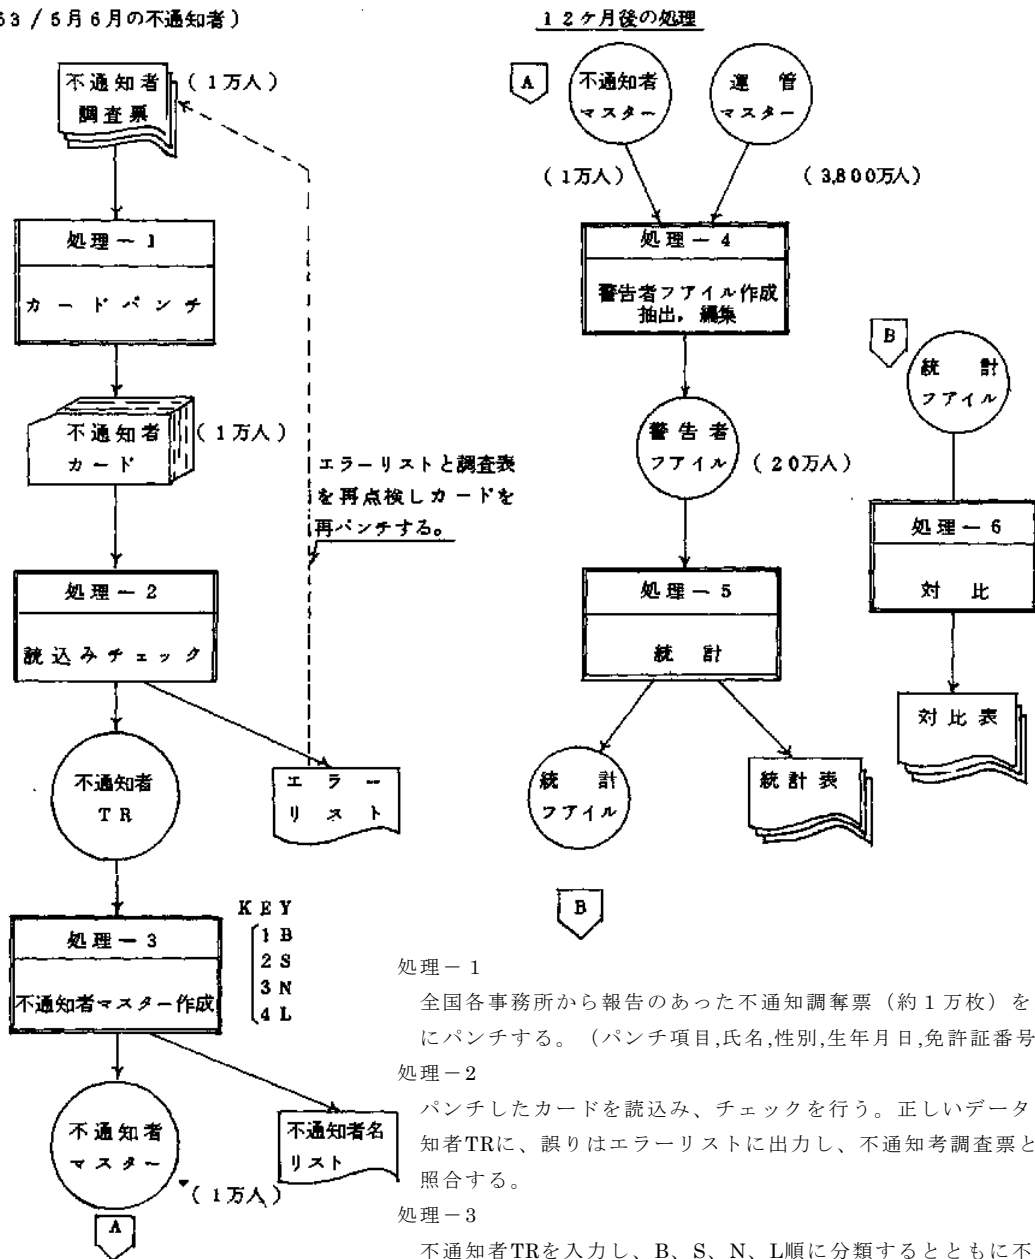 53／5月6月の不通知者）
不通知者
調査票
（1万人）
処理－1
カードパンチ
不通知者
カード
（1万人）
エラーリストと調査表
を再点検しカードを
再パンチする。
処理－2
読込みチェック
不通知者
TR
エラー
リスト
KEY
1 B
2 S
3 N
4 L
処理－3
不通知者マスター作成
不通知者
マスター
（1万人）
不通知者名
リスト
A
12ケ月後の処理
A
不通知者
マスター
運管
マスター
（1万人）
（3,800万人）
処理－4
警告者フアイル作成
抽出，編集
警告者
フアイル
（20万人）
処理－5
統計
統計
フアイル
統計表
B
B
統計
フアイル
処理－6
対比
対比表
処理－1
全国各事務所から報告のあった不通知調奪票（約1万枚）を
にパンチする。（パンチ項目,氏名,性別,生年月日,免許証番号
処理－2
パンチしたカードを読込み、チェックを行う。正しいデータ
知者TRに、誤りはエラーリストに出力し、不通知考調査票と
照合する。
処理－3
不通知者TRを入力し、B、S、N、L順に分類するとともに不